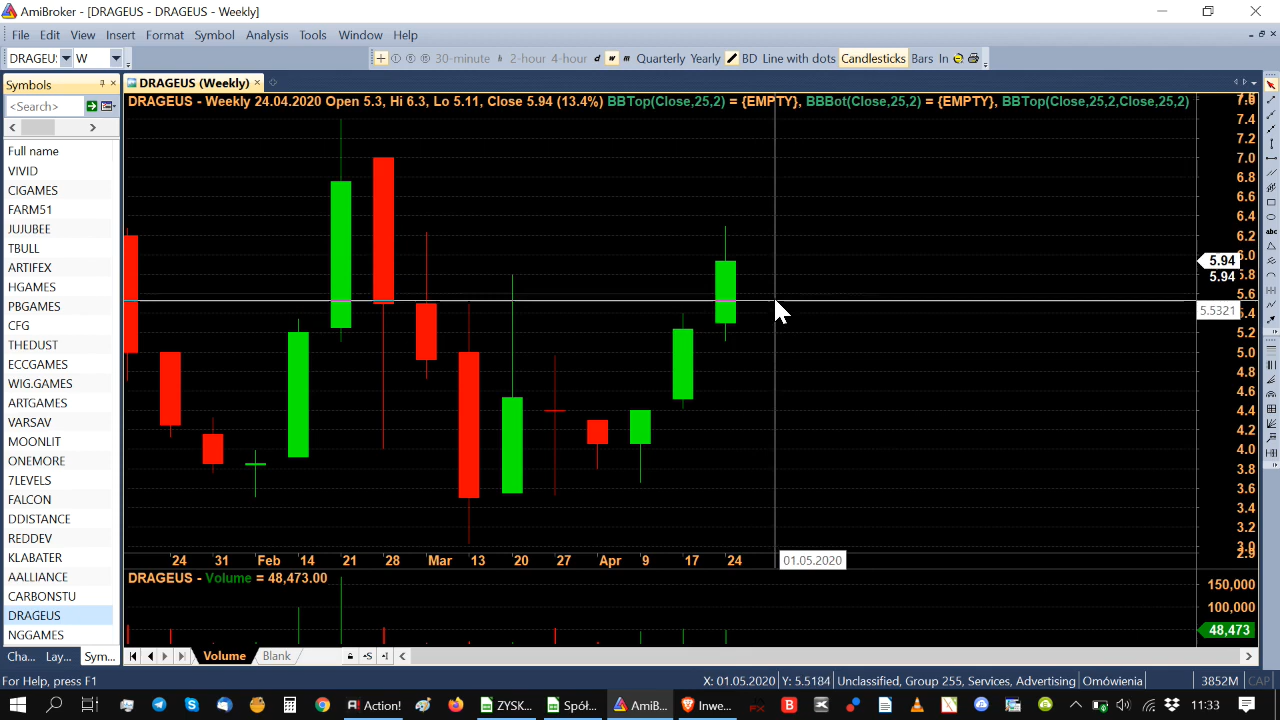 AmiBroker - [DRAGEUS - DRAGEUS - Weekly]
File Edit View Insert Format Symbol Analysis Tools Window Help
DRAGEU: W 30-minute h 2-hour 4-hour d w m Quarterly Yearly BD Line with dots Candlesticks Bars In
Symbols
DRAGEUS (Weekly)
<Search>
DRAGEUS - Weekly 24.04.2020 Open 5.3, Hi 6.3, Lo 5.11, Close 5.94 (13.4%) BBTop(Close,25,2) = {EMPTY}, BBBot(Close,25,2) = {EMPTY}, BBTop(Close,25,2,Close,25,2)
Full name
VIVID
CIGAMES
FARM51
JUJUBEE
TBULL
ARTIFEX
HGAMES
PBGAMES
CFG
THEDUST
ECCGAMES
WIG.GAMES
ARTGAMES
VARSAV
MOONLIT
ONEMORE
7LEVELS
FALCON
DDISTANCE
REDDEV
KLABATER
AALLIANCE
CARBONSTU
DRAGEUS
NGGAMES
7.4
7.2
7.0
6.8
6.6
6.4
6.2
6.0
5.94
5.8
5.94
5.6
5.5321
5.4
5.2
5.0
4.8
4.6
4.4
4.2
4.0
3.8
3.6
3.4
3.2
3.0
24 31 Feb 14 21 28 Mar 13 20 27 Apr 9 17 24 01.05.2020
DRAGEUS - Volume = 48,473.00
150,000
100,000
48,473
Cha... Lay... Sym... Volume Blank
For Help, press F1 X: 01.05.2020 Y: 5.5184 Unclassified, Group 255, Services, Advertising Omówienia 3852M CAP
Action! ZYSK... Spół... AmiB... Inwe... 11:33